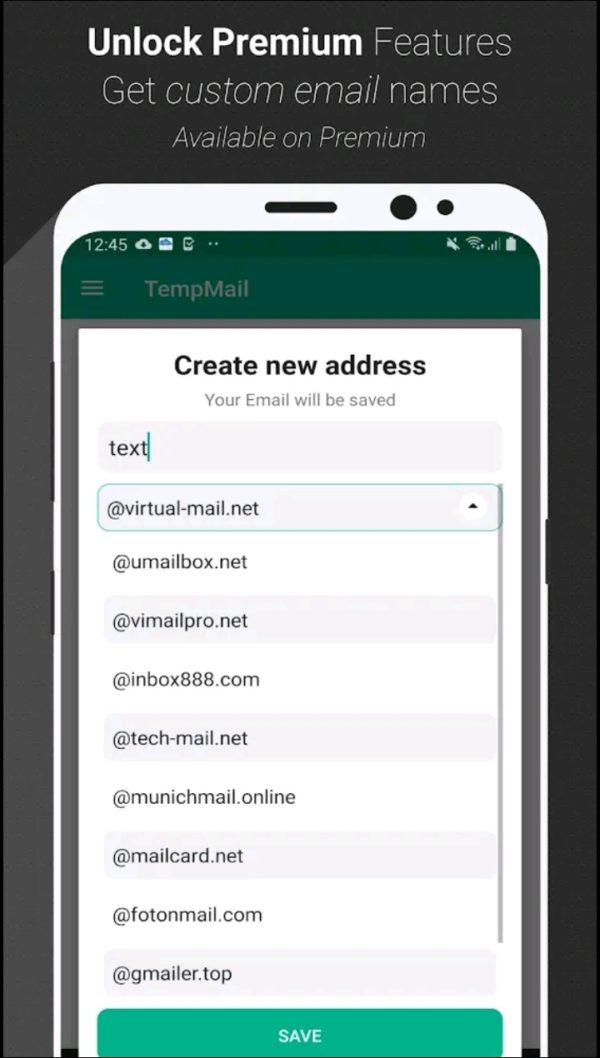 Unlock Premium Features
Get custom email names
Available on Premium
12:45
TempMail
Create new address
Your Email will be saved
text
@virtual-mail.net
@umailbox.net
@vimailpro.net
@inbox888.com
@tech-mail.net
@munichmail.online
@mailcard.net
@fotonmail.com
@gmailer.top
SAVE